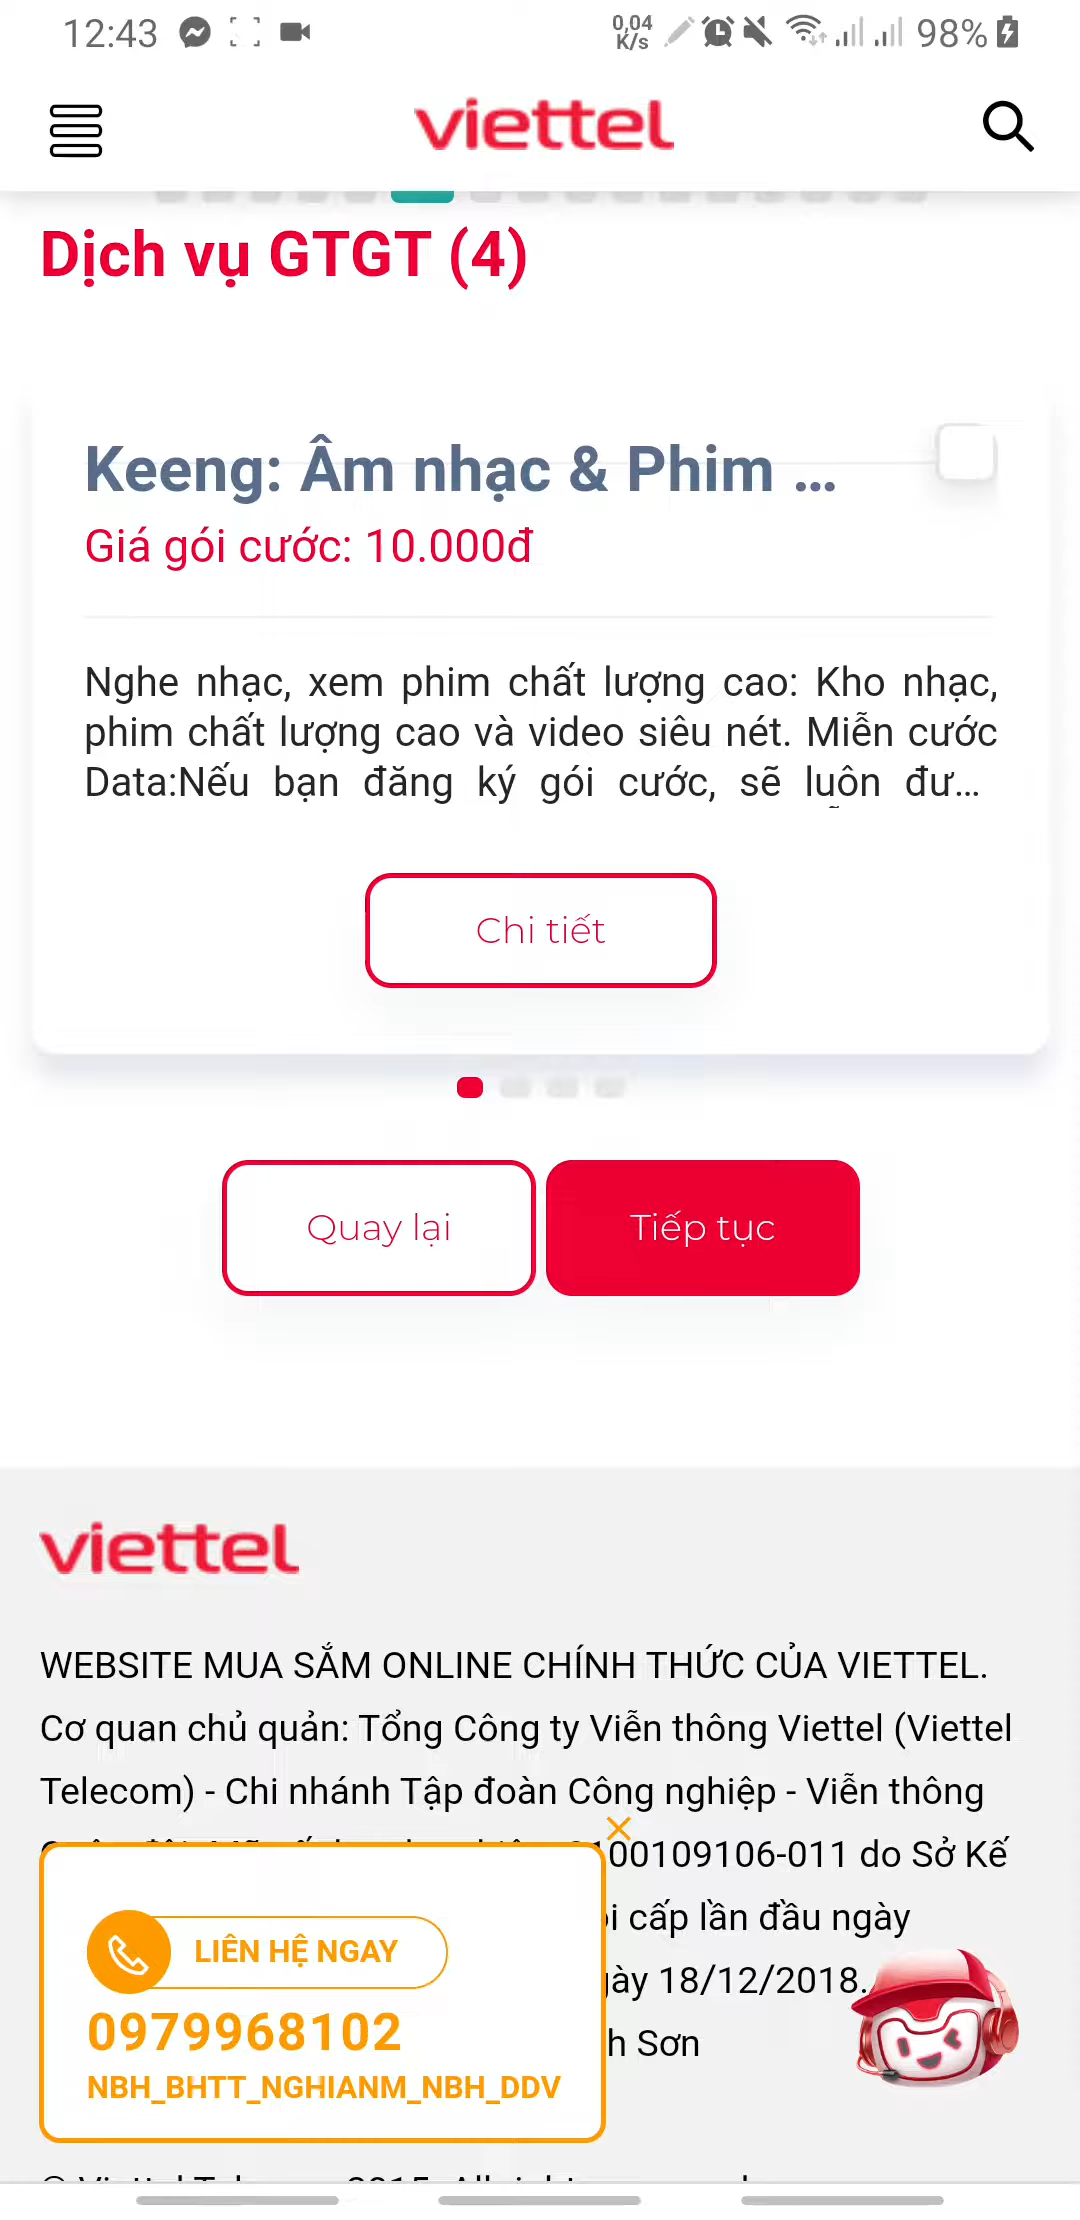 12:43
0,04
K/s
98%
viettel
Dịch vụ GTGT (4)
Keeng: Âm nhạc & Phim ...
Giá gói cước: 10.000đ
Nghe nhạc, xem phim chất lượng cao: Kho nhạc,
phim chất lượng cao và video siêu nét. Miễn cước
Data:Nếu bạn đăng ký gói cước, sẽ luôn đư...
Chi tiết
Quay lại
Tiếp tục
viettel
WEBSITE MUA SẮM ONLINE CHÍNH THỨC CỦA VIETTEL.
Cơ quan chủ quản: Tổng Công ty Viễn thông Viettel (Viettel
Telecom) - Chi nhánh Tập đoàn Công nghiệp - Viễn thông
00109106-011 do Sở Kế
cấp lần đầu ngày
18/12/2018.
Sơn
LIÊN HỆ NGAY
0979968102
NBH_BHTT_NGHIANM_NBH_DDV